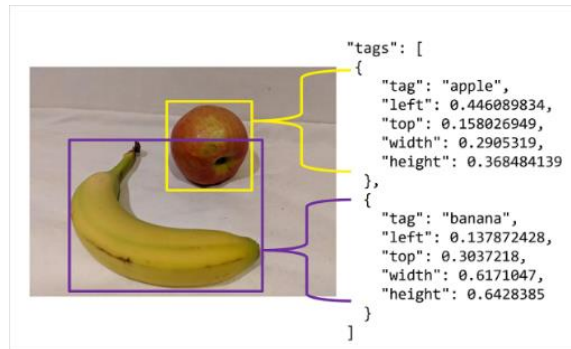 "tags": [
{
"tag": "apple",
"left": 0.446089834,
"top": 0.158026949,
"width": 0.2905319,
"height": 0.368484139
},
{
"tag": "banana",
"left": 0.137872428,
"top": 0.3037218,
"width": 0.6171047,
"height": 0.6428385
}
]